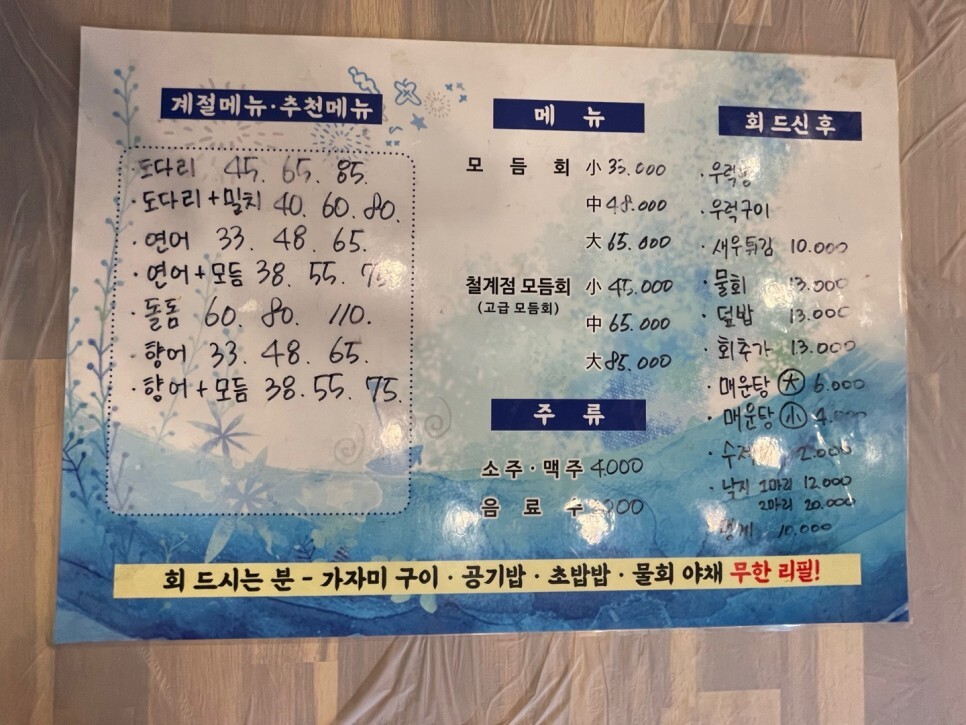 계절메뉴·추천메뉴
·도다리 45. 65. 85.
·도다리+밀치 40. 60. 80.
·연어 33. 48. 65.
·연어+모듬 38. 55. 75
·돌돔 60. 80. 110.
·향어 33. 48. 65.
·향어+모듬 38. 55. 75.
메 뉴
모 듬 회 小 35.000
中 48.000
大 65.000
철계점 모듬회 小 45.000
(고급 모듬회)
中 65.000
大 85.000
주 류
소주·맥주 4000
음 료 수
회 드신 후
·우럭구이
·새우튀김 10.000
·물회 13.000
·덮밥 13.000
·회추가 13.000
·매운탕 大 6.000
·매운탕 小 4.000
2.000
·낙지 1마리 12.000
2마리 20.000
10.000
회 드시는 분 - 가자미 구이·공기밥·초밥밥·물회 야채 무한 리필!